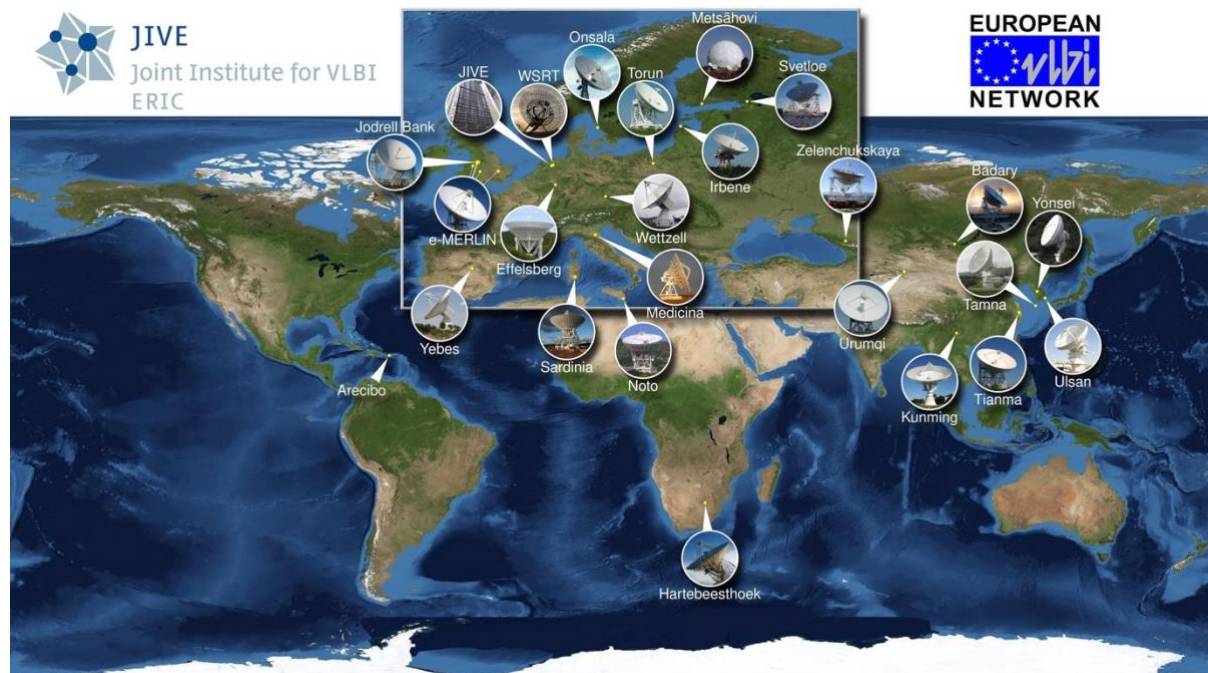 JIVE
Joint Institute for VLBI
ERIC
EUROPEAN
vlbi
NETWORK
Metsähovi
Onsala
Svetloe
JIVE
WSRT
Torun
Jodrell Bank
Zelenchukskaya
Irbene
Badary
Yonsei
e-MERLIN
Wettzell
Effelsberg
Tamna
Medicina
Yebes
Urumqi
Sardinia
Noto
Ulsan
Arecibo
Tianma
Kunming
Hartebeesthoek